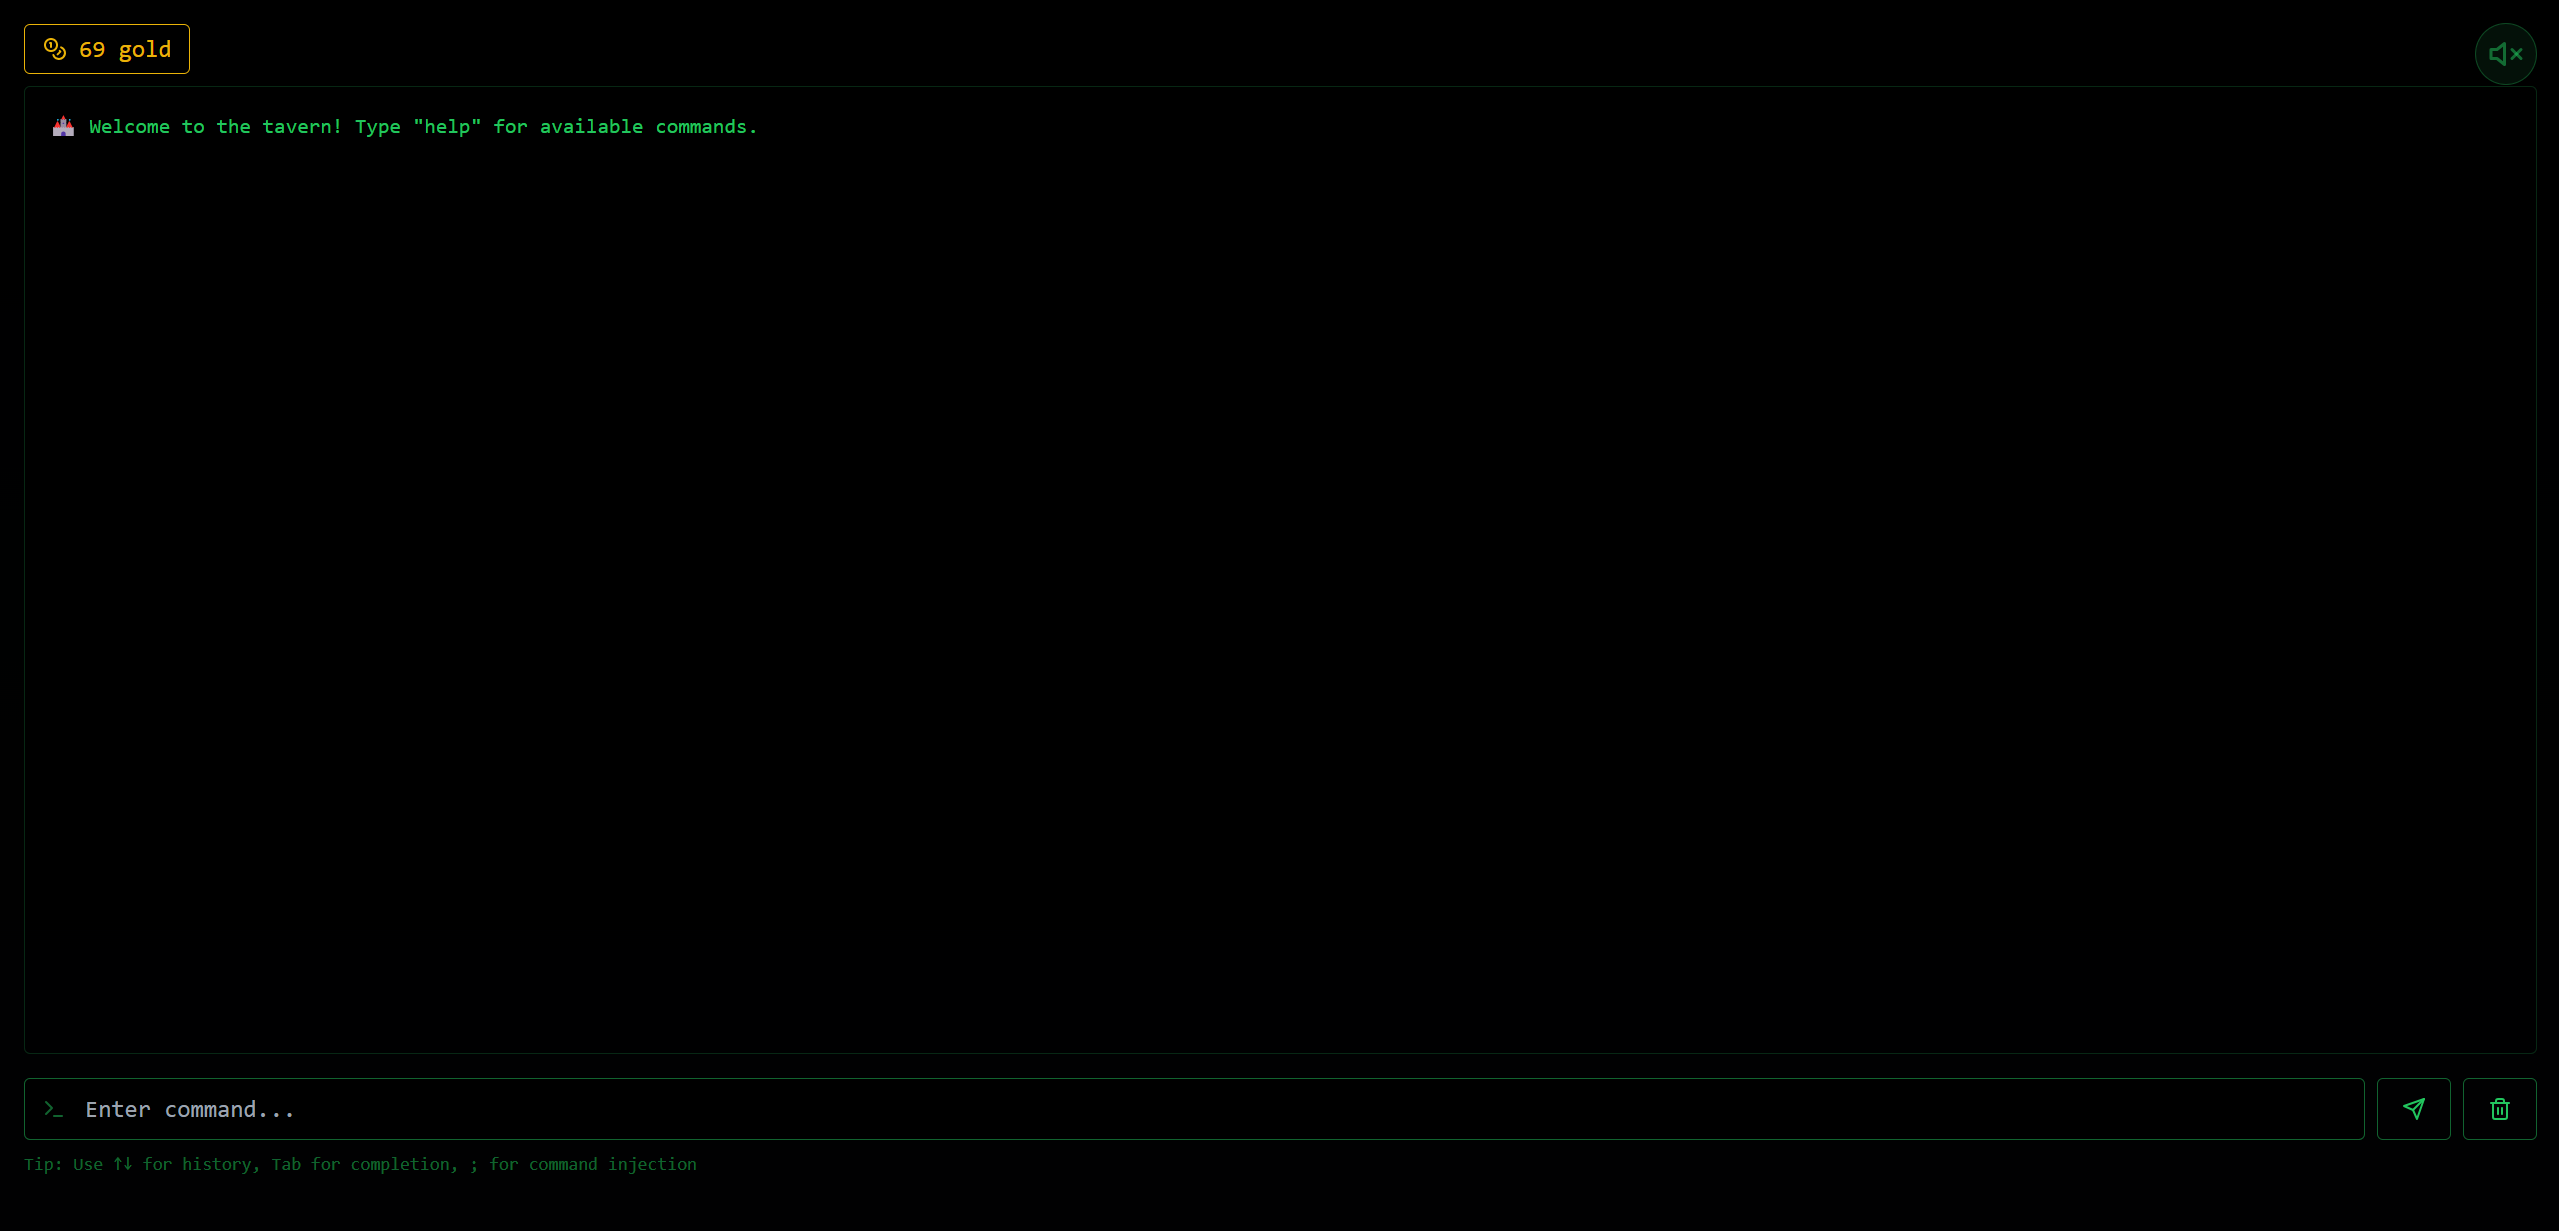 69 gold
🏰 Welcome to the tavern! Type "help" for available commands.
Enter command...
Tip: Use ↑↓ for history, Tab for completion, ; for command injection